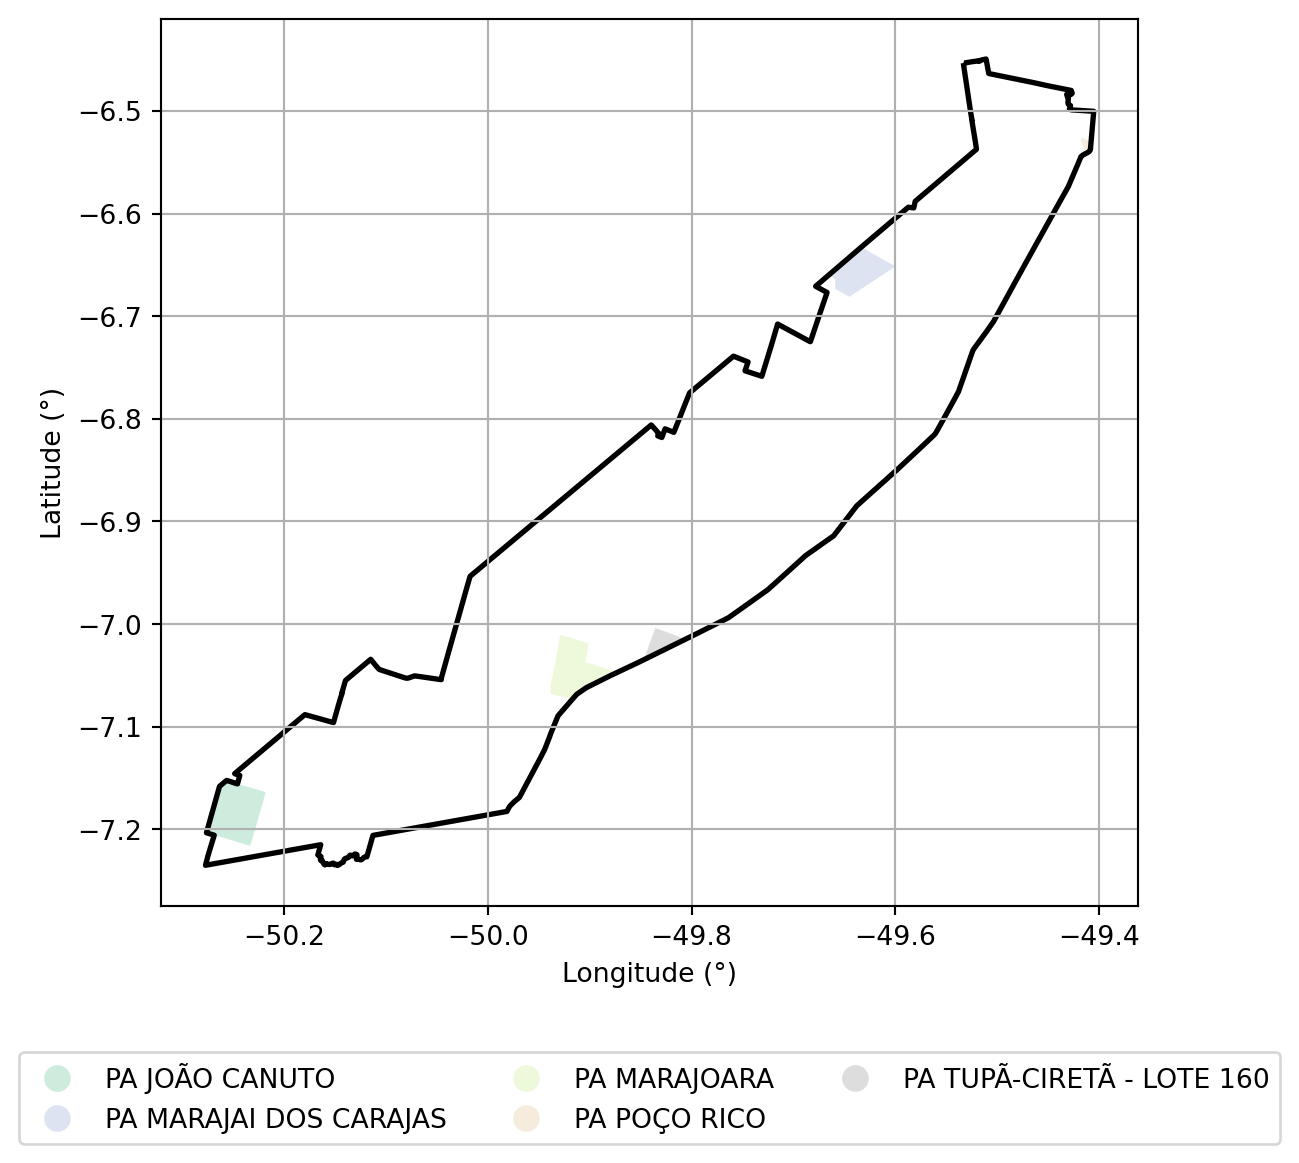 −6.5
−6.6
−6.7
−6.8
−6.9
−7.0
−7.1
−7.2
Latitude (°)
−50.2 −50.0 −49.8 −49.6 −49.4
Longitude (°)
PA JOÃO CANUTO
PA MARAJAI DOS CARAJAS
PA MARAJOARA
PA POÇO RICO
PA TUPÃ-CIRETÃ - LOTE 160